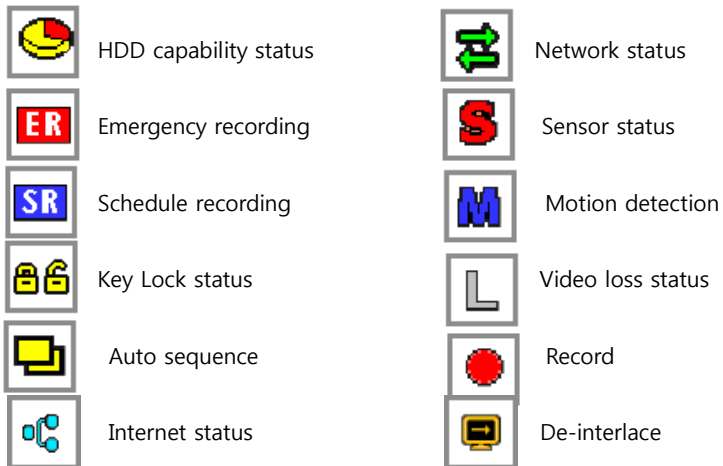 HDD capability status
Network status
ER Emergency recording
S Sensor status
SR Schedule recording
M Motion detection
Key Lock status
L Video loss status
Auto sequence
Record
Internet status
De-interlace